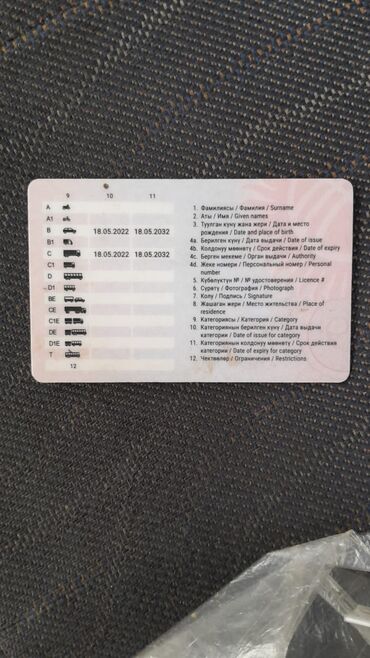 9 10 11
A
A1
B 18.05.2022 18.05.2032
B1
C 18.05.2022 18.05.2032
C1
D
D1
BE
CE
C1E
DE
D1E
T
12
1. Фамилиясы / Фамилия / Surname
2. Аты / Имя / Given names
3. Туулган күнү жана жери / Дата и место
рождения / Date and place of birth
4a. Берилген күнү / Дата выдачи / Date of issue
4b. Колдонуу мөөнөтү / Срок действия / Date of expiry
4c. Берген мекеме / Орган выдачи / Authority
4d. Жеке номери / Персональный номер / Personal
number
5. Күбөлүктүн № / № удостоверения / Licence #
6. Сүрөтү / Фотография / Photograph
7. Колу / Подпись / Signature
8. Жашаган жери / Место жительства / Place of
residence
9. Категориясы / Категория / Category
10. Категориянын берилген күнү / Дата выдачи
категории / Date of issue for category
11. Категориянын колдонуу мөөнөтү / Срок действия
категории / Date of expiry for category
12. Чектөөлөр / Ограничения / Restrictions